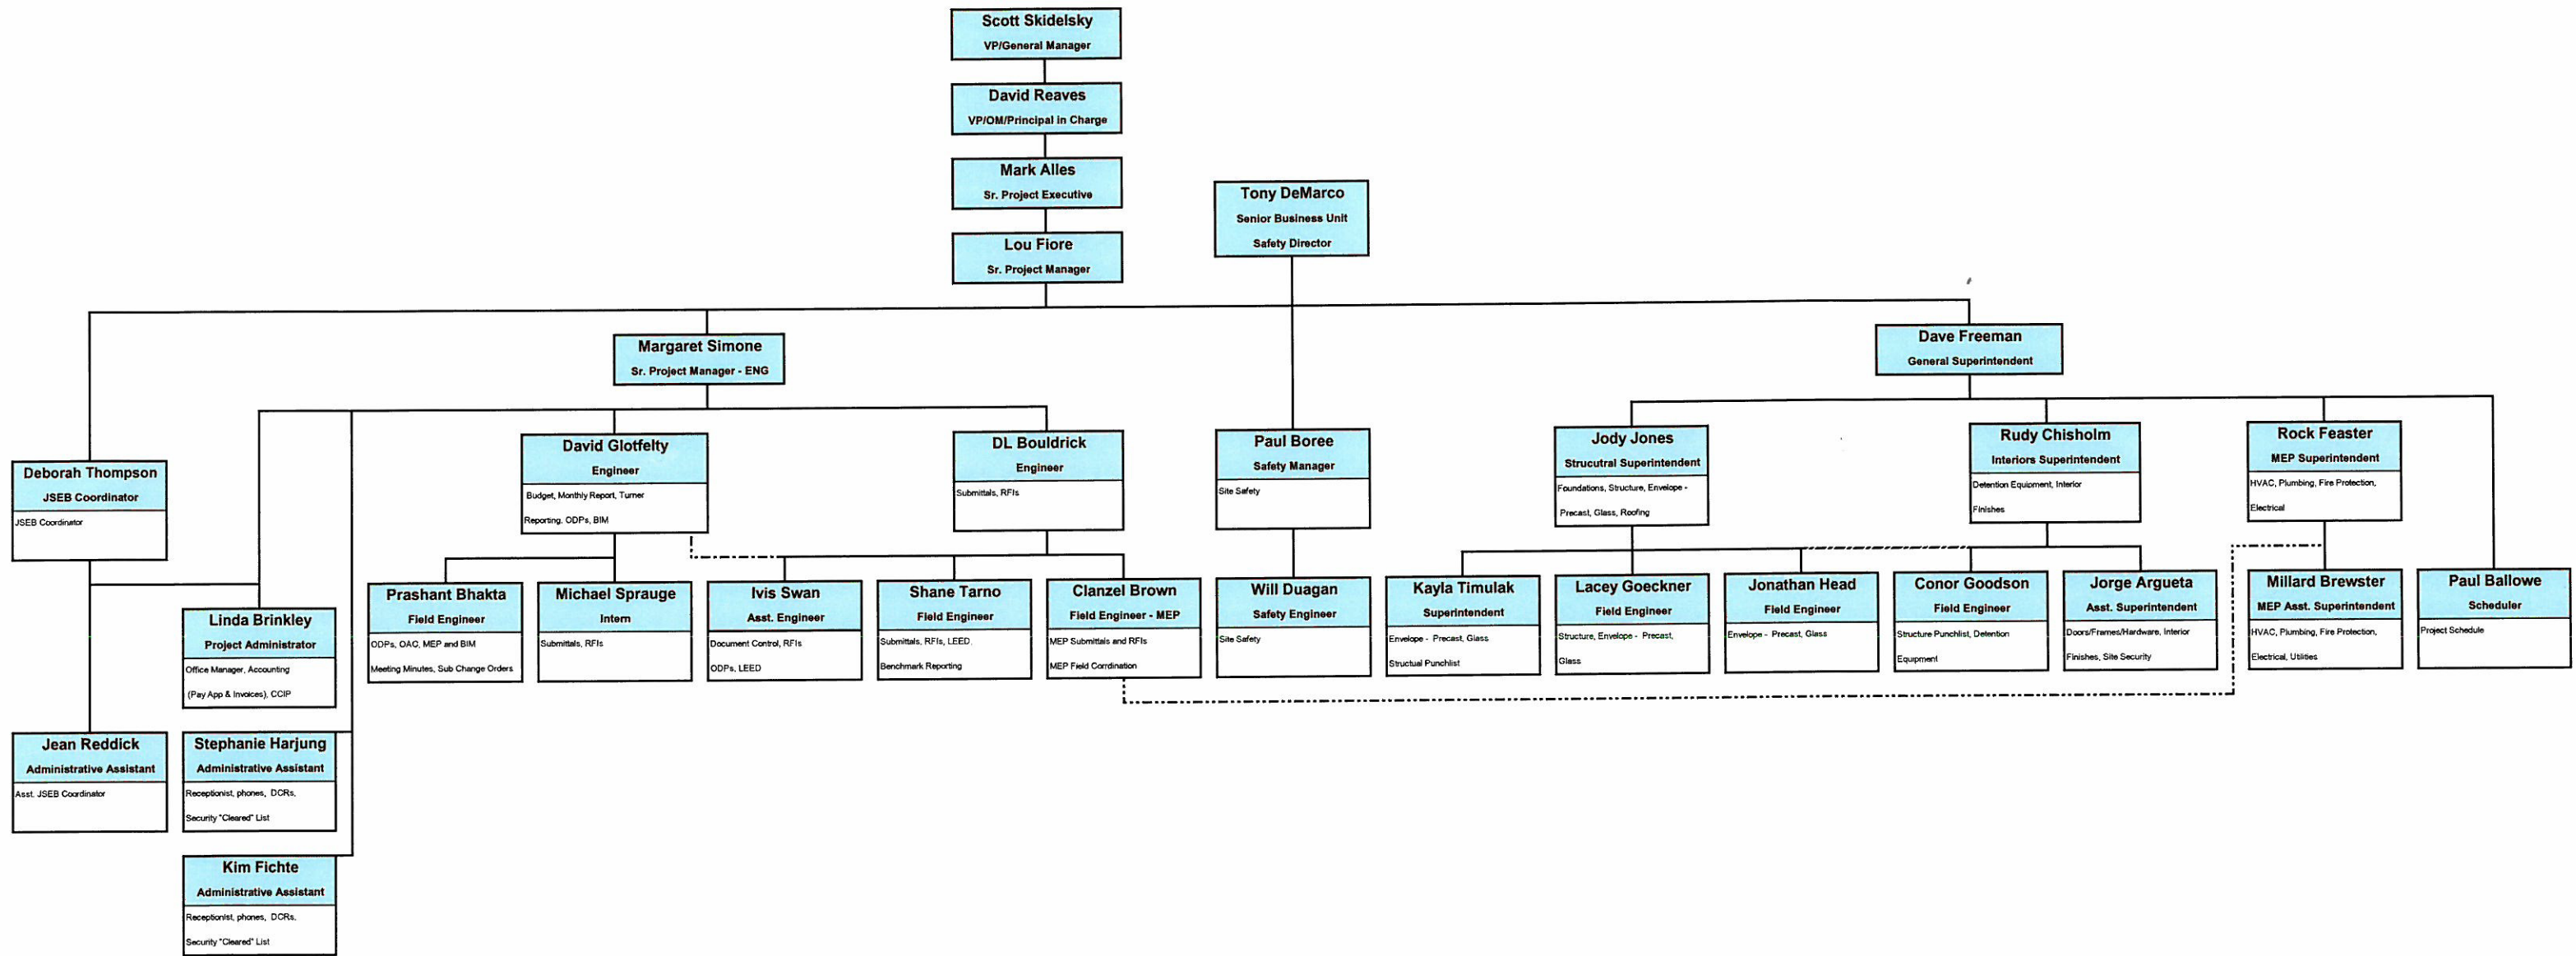 Scott Skidelsky
VP/General Manager
David Reaves
VP/OM/Principal in Charge
Mark Alles
Sr. Project Executive
Tony DeMarco
Senior Business Unit
Safety Director
Lou Fiore
Sr. Project Manager
Margaret Simone
Sr. Project Manager - ENG
Dave Freeman
General Superintendent
Deborah Thompson
JSEB Coordinator
JSEB Coordinator
David Glotfelty
Engineer
Budget, Monthly Report, Turner
Reporting, ODPs, BIM
DL Bouldrick
Engineer
Submittals, RFIs
Paul Boree
Safety Manager
Site Safety
Jody Jones
Strucutral Superintendent
Foundations, Structure, Envelope -
Precast, Glass, Roofing
Rudy Chisholm
Interiors Superintendent
Detention Equipment, Interior
Finishes
Rock Feaster
MEP Superintendent
HVAC, Plumbing, Fire Protection,
Electrical
Linda Brinkley
Project Administrator
Office Manager, Accounting
(Pay App & Invoices), CCIP
Prashant Bhakta
Field Engineer
ODPs, OAC, MEP and BIM
Meeting Minutes, Sub Change Orders
Michael Sprauge
Intern
Submittals, RFIs
Ivis Swan
Asst. Engineer
Document Control, RFIs
ODPs, LEED
Shane Tarno
Field Engineer
Submittals, RFIs, LEED,
Benchmark Reporting
Clanzel Brown
Field Engineer - MEP
MEP Submittals and RFIs
MEP Field Corrdination
Will Duagan
Safety Engineer
Site Safety
Kayla Timulak
Superintendent
Envelope - Precast, Glass
Structual Punchlist
Lacey Goeckner
Field Engineer
Structure, Envelope - Precast,
Glass
Jonathan Head
Field Engineer
Envelope - Precast, Glass
Conor Goodson
Field Engineer
Structure Punchlist, Detention
Equipment
Jorge Argueta
Asst. Superintendent
Doors/Frames/Hardware, Interior
Finishes, Site Security
Millard Brewster
MEP Asst. Superintendent
HVAC, Plumbing, Fire Protection,
Electrical, Utilities
Paul Ballowe
Scheduler
Project Schedule
Jean Reddick
Administrative Assistant
Asst. JSEB Coordinator
Stephanie Harjung
Administrative Assistant
Receptionist, phones, DCRs,
Security "Cleared" List
Kim Fichte
Administrative Assistant
Receptionist, phones, DCRs,
Security "Cleared" List